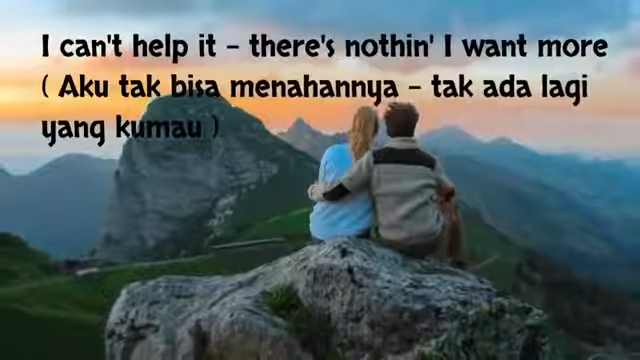 I can't help it - there's nothin' I want more
( Aku tak bisa menahannya - tak ada lagi
yang kumau )